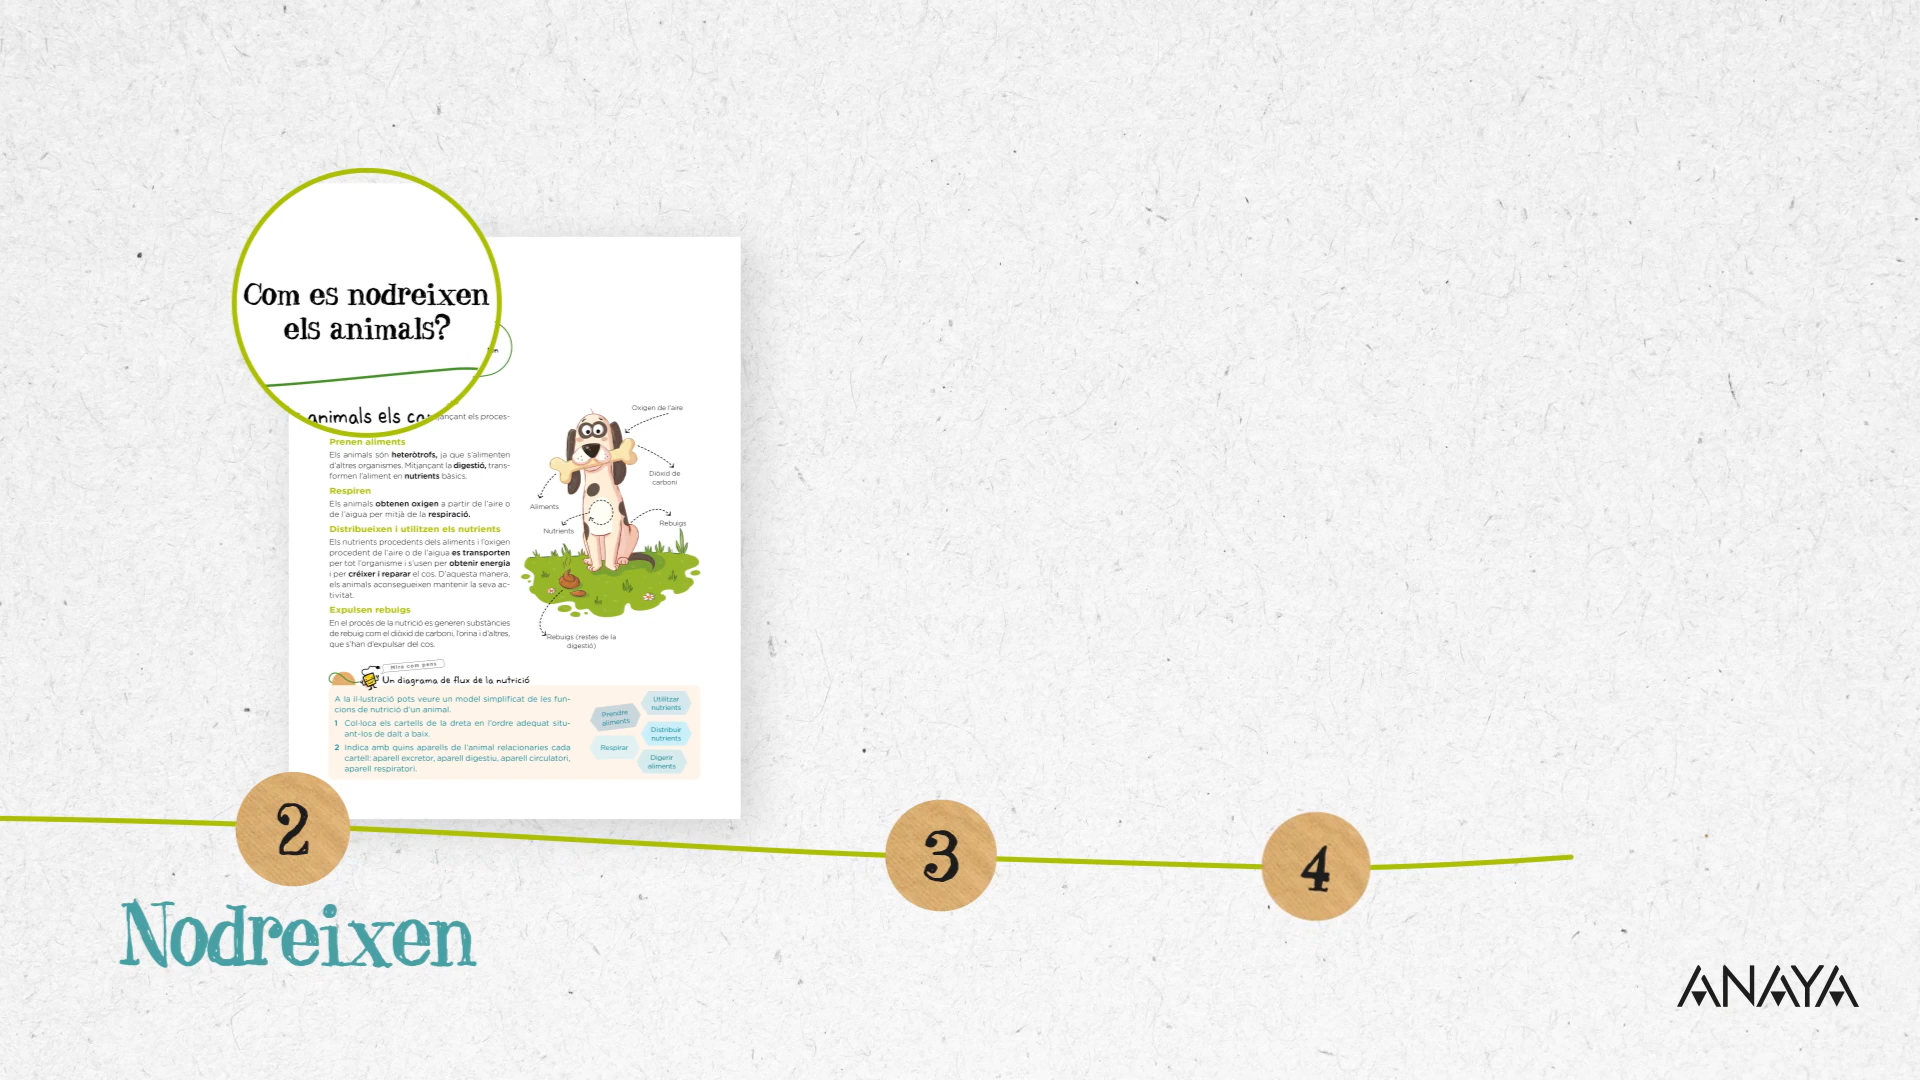 Com es nodreixen
els animals?
animals els
ançant els proces-
Prenen aliments
Els animals són heteròtrofs, ja que s'alimenten
d'altres organismes. Mitjançant la digestió, trans-
formen l'aliment en nutrients bàsics.
Respiren
Els animals obtenen oxigen a partir de l'aire o
de l'aigua per mitjà de la respiració.
Distribueixen i utilitzen els nutrients
Els nutrients procedents dels aliments i l'oxigen
procedent de l'aire o de l'aigua es transporten
per tot l'organisme i s'usen per obtenir energia
i per créixer i reparar el cos. D'aquesta manera,
els animals aconsegueixen mantenir la seva ac-
tivitat.
Expulsen rebuigs
En el procés de la nutrició es generen substàncies
de rebuig com el diòxid de carboni, l'orina i d'altres,
que s'han d'expulsar del cos.
Oxigen de l'aire
Diòxid de
carboni
Aliments
Nutrients
Rebuigs
Rebuigs (restes de la
digestió)
Mira com pens
Un diagrama de flux de la nutrició
A la il·lustració pots veure un model simplificat de les fun-
cions de nutrició d'un animal.
1 Col·loca els cartells de la dreta en l'ordre adequat situ-
ant-los de dalt a baix.
2 Indica amb quins aparells de l'animal relacionaries cada
cartell: aparell excretor, aparell digestiu, aparell circulatori,
aparell respiratori.
Utilitzar
nutrients
Prendre
aliments
Distribuir
nutrients
Respirar
Digerir
aliments
2
3
4
Nodreixen
ANAYA